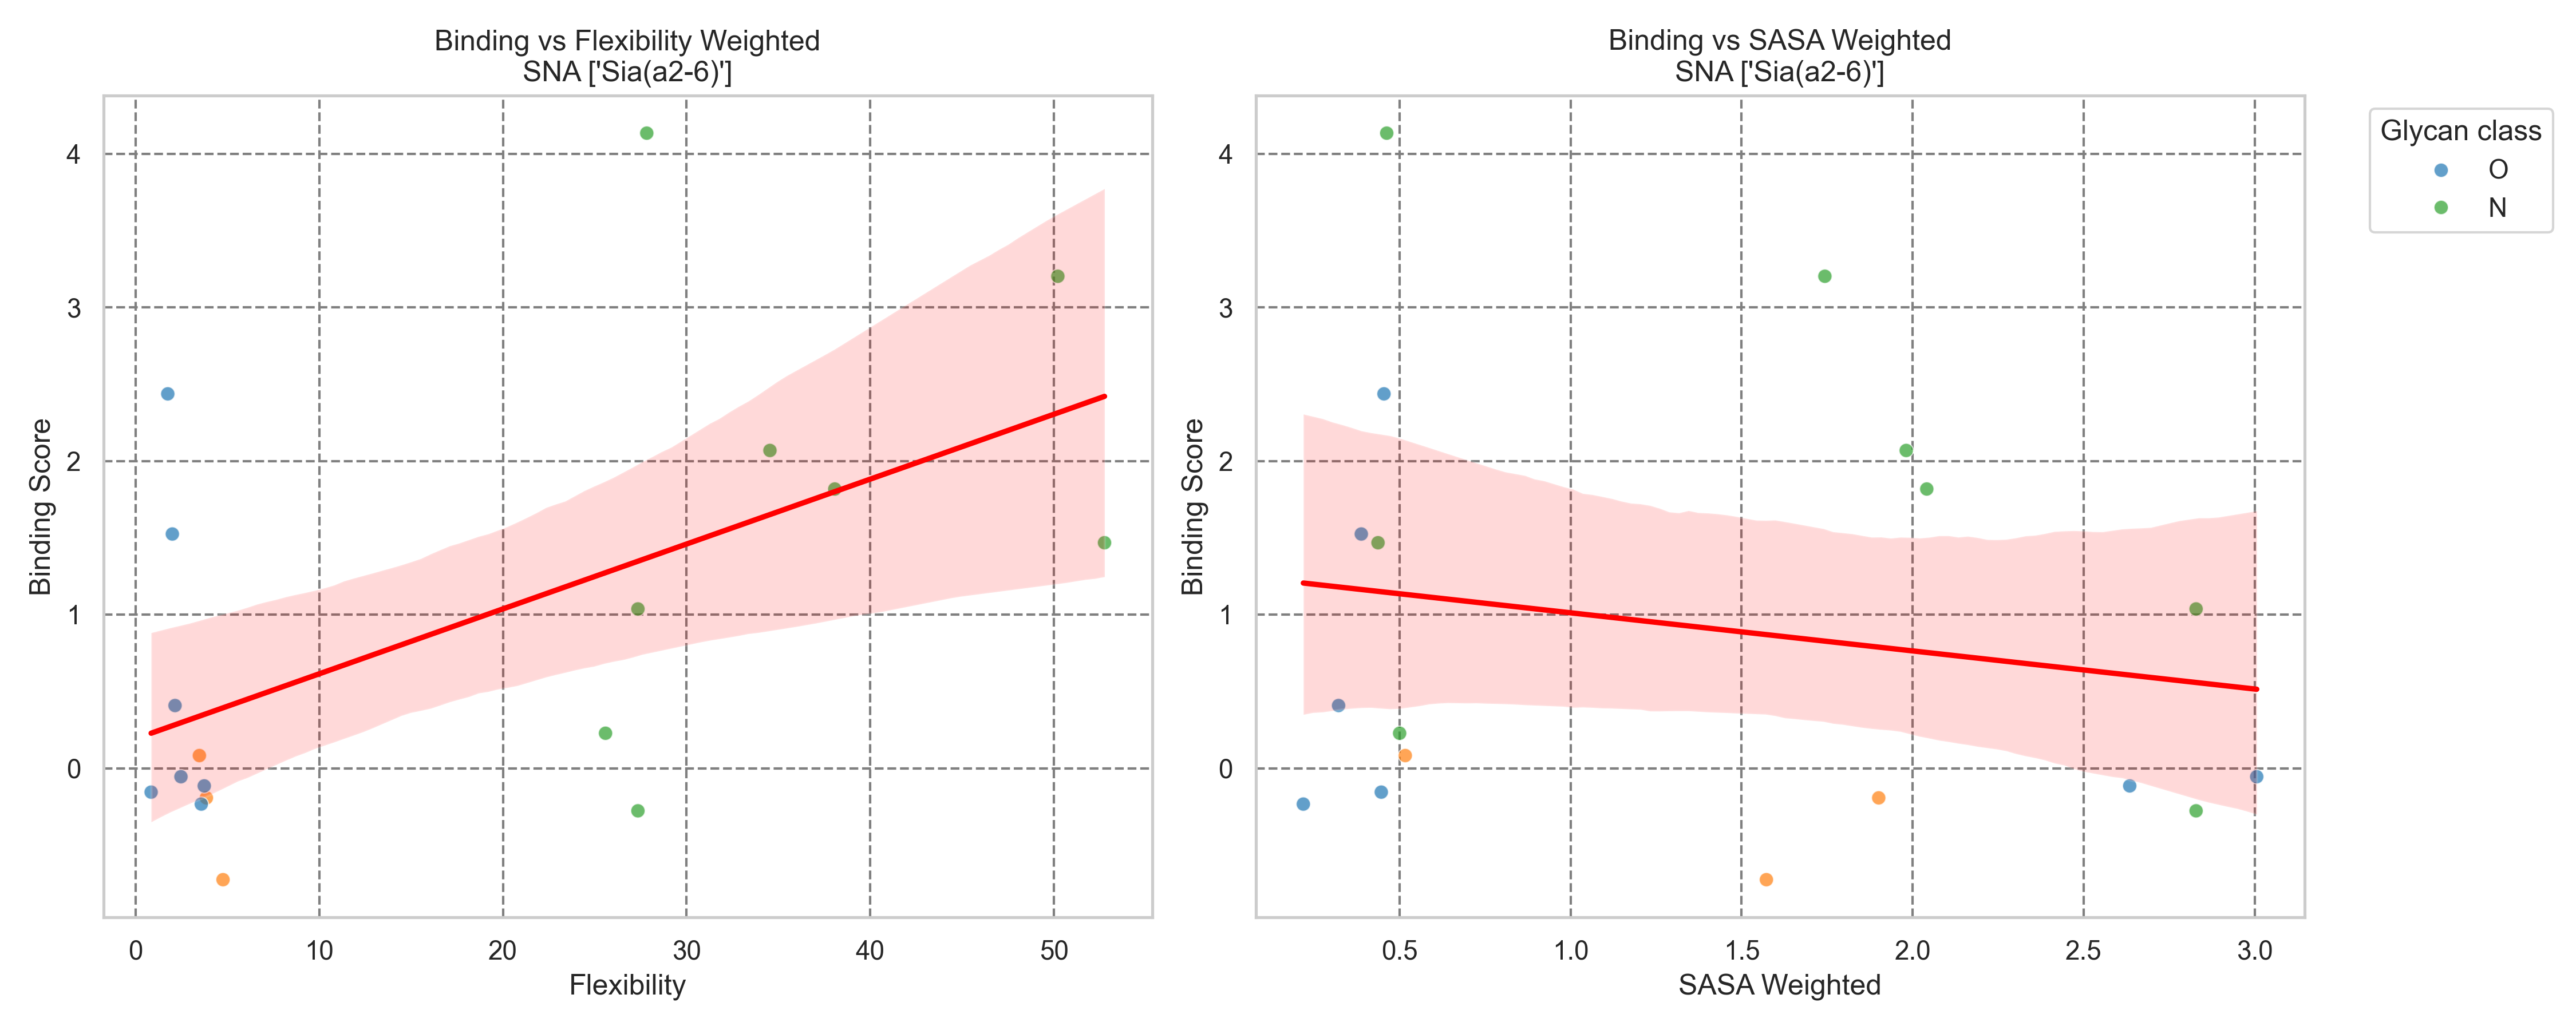 Binding vs Flexibility Weighted
SNA ['Sia(a2-6)']
Binding Score
4
3
2
1
0
0 10 20 30 40 50
Flexibility
Binding vs SASA Weighted
SNA ['Sia(a2-6)']
Binding Score
4
3
2
1
0
0.5 1.0 1.5 2.0 2.5 3.0
SASA Weighted
Glycan class
O
N